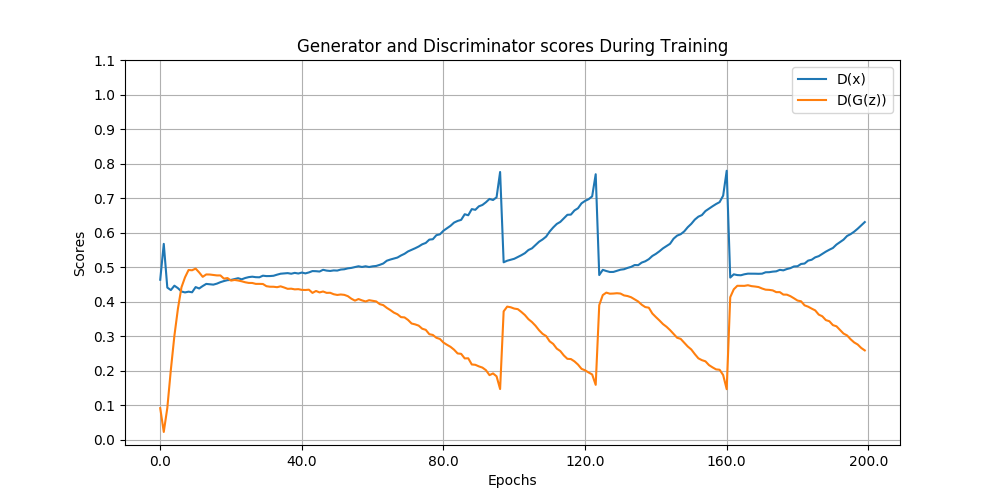 Generator and Discriminator scores During Training
1.1
1.0
0.9
0.8
0.7
0.6
0.5
0.4
0.3
0.2
0.1
0.0
Scores
D(x)
D(G(z))
0.0 40.0 80.0 120.0 160.0 200.0
Epochs